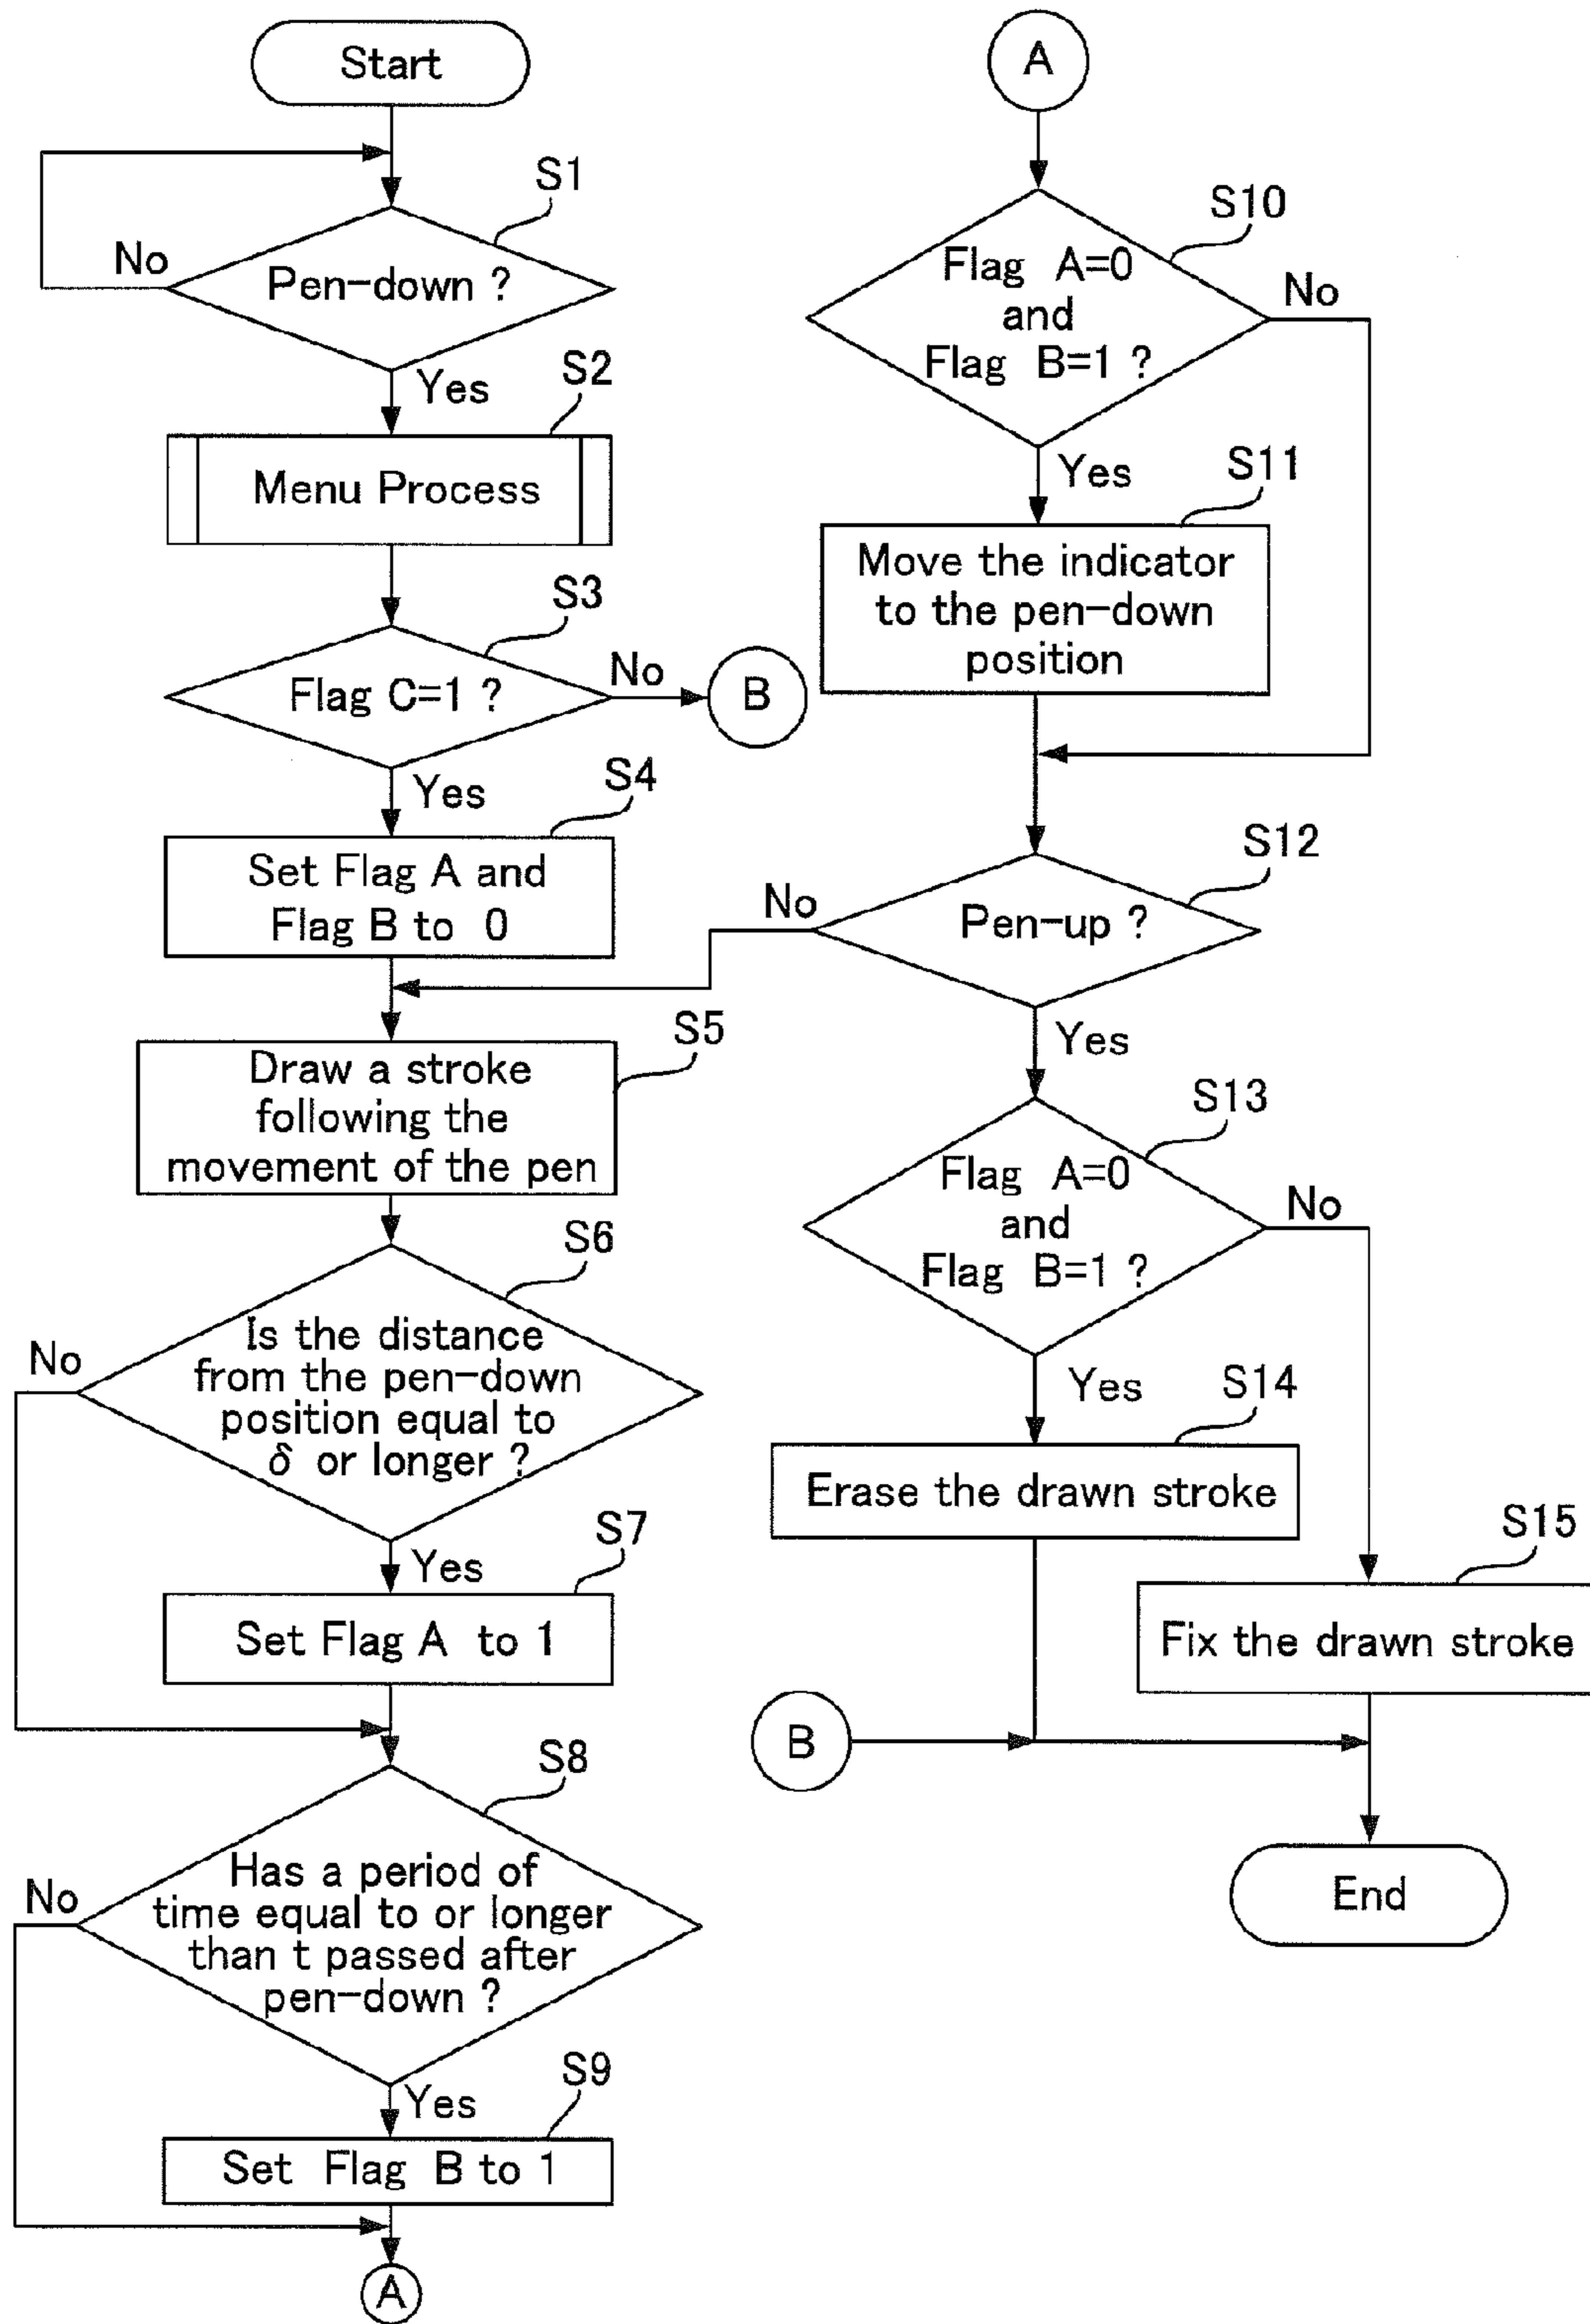 Start
S1
No
Pen-down ?
Yes
S2
Menu Process
S3
Flag C=1 ?
No
B
Yes
S4
Set Flag A and
Flag B to 0
S5
Draw a stroke
following the
movement of the pen
S6
No
Is the distance
from the pen-down
position equal to
δ or longer ?
Yes
S7
Set Flag A to 1
S8
No
Has a period of
time equal to or longer
than t passed after
pen-down ?
Yes
S9
Set Flag B to 1
A
A
S10
Flag A=0
and
Flag B=1 ?
No
Yes
S11
Move the indicator
to the pen-down
position
S12
No
Pen-up ?
Yes
S13
Flag A=0
and
Flag B=1 ?
No
Yes
S14
Erase the drawn stroke
S15
Fix the drawn stroke
B
End